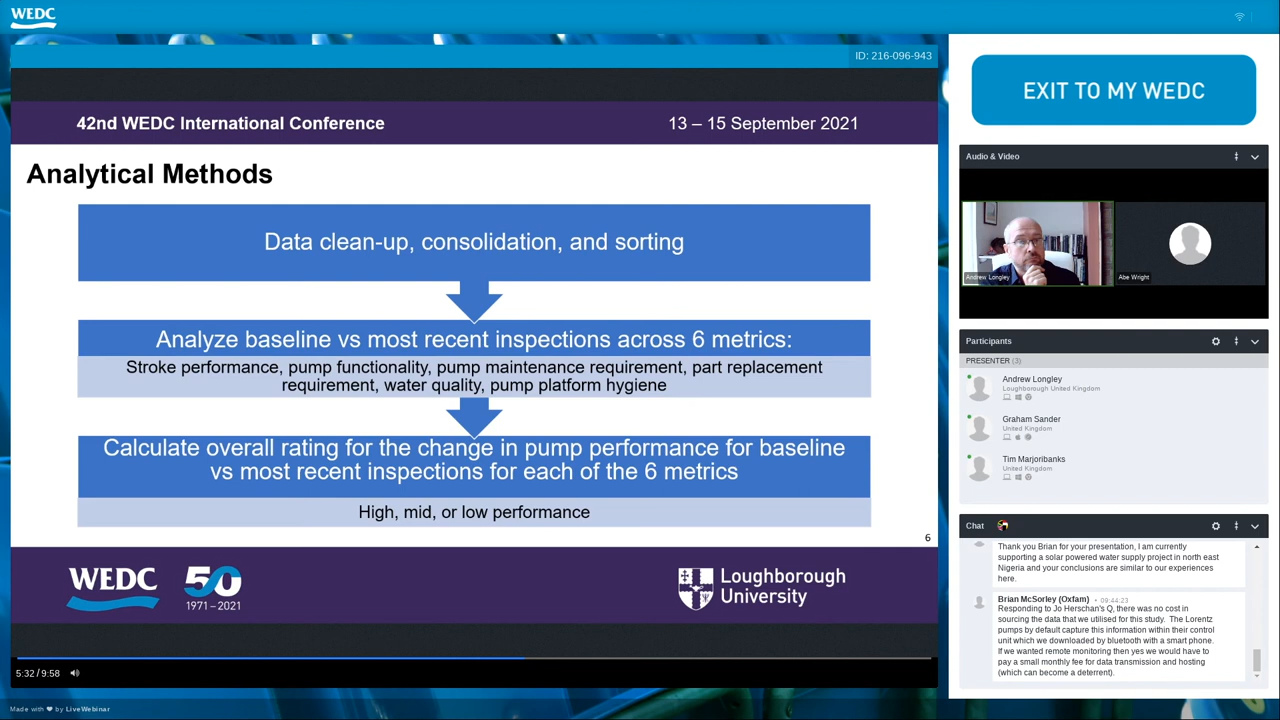 WEDC
ID: 216-096-943
42nd WEDC International Conference
13 – 15 September 2021
Analytical Methods
Data clean-up, consolidation, and sorting
Analyze baseline vs most recent inspections across 6 metrics:
Stroke performance, pump functionality, pump maintenance requirement, part replacement
requirement, water quality, pump platform hygiene
Calculate overall rating for the change in pump performance for baseline
vs most recent inspections for each of the 6 metrics
High, mid, or low performance
6
WEDC
50
1971 – 2021
Loughborough
University
5:32 / 9:58
Made with ❤ by LiveWebinar
EXIT TO MY WEDC
Audio & Video
Andrew Longley
Abe Wright
Participants
PRESENTER (3)
Andrew Longley
Loughborough United Kingdom
Graham Sander
United Kingdom
Tim Marjoribanks
United Kingdom
Chat
Thank you Brian for your presentation, I am currently
supporting a solar powered water supply project in north east
Nigeria and your conclusions are similar to our experiences
here.
Brian McSorley (Oxfam) • 09:44:23
Responding to Jo Herschan's Q, there was no cost in
sourcing the data that we utilised for this study. The Lorentz
pumps by default capture this information within their control
unit which we downloaded by bluetooth with a smart phone.
If we wanted remote monitoring then yes we would have to
pay a small monthly fee for data transmission and hosting
(which can become a deterrent).